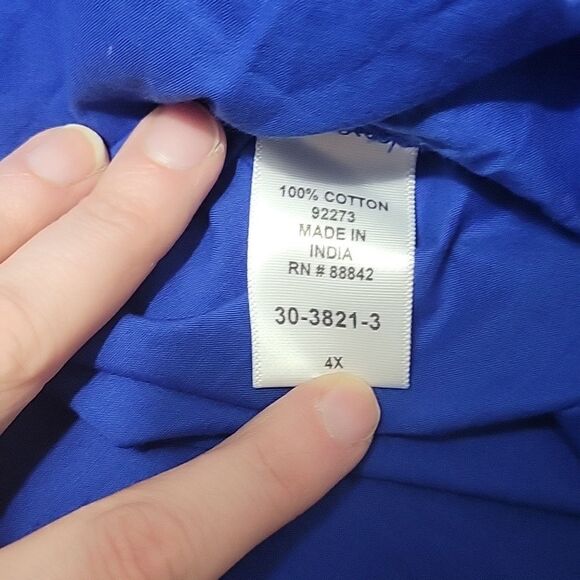 100% COTTON
92273
MADE IN
INDIA
RN # 88842
30-3821-3
4X